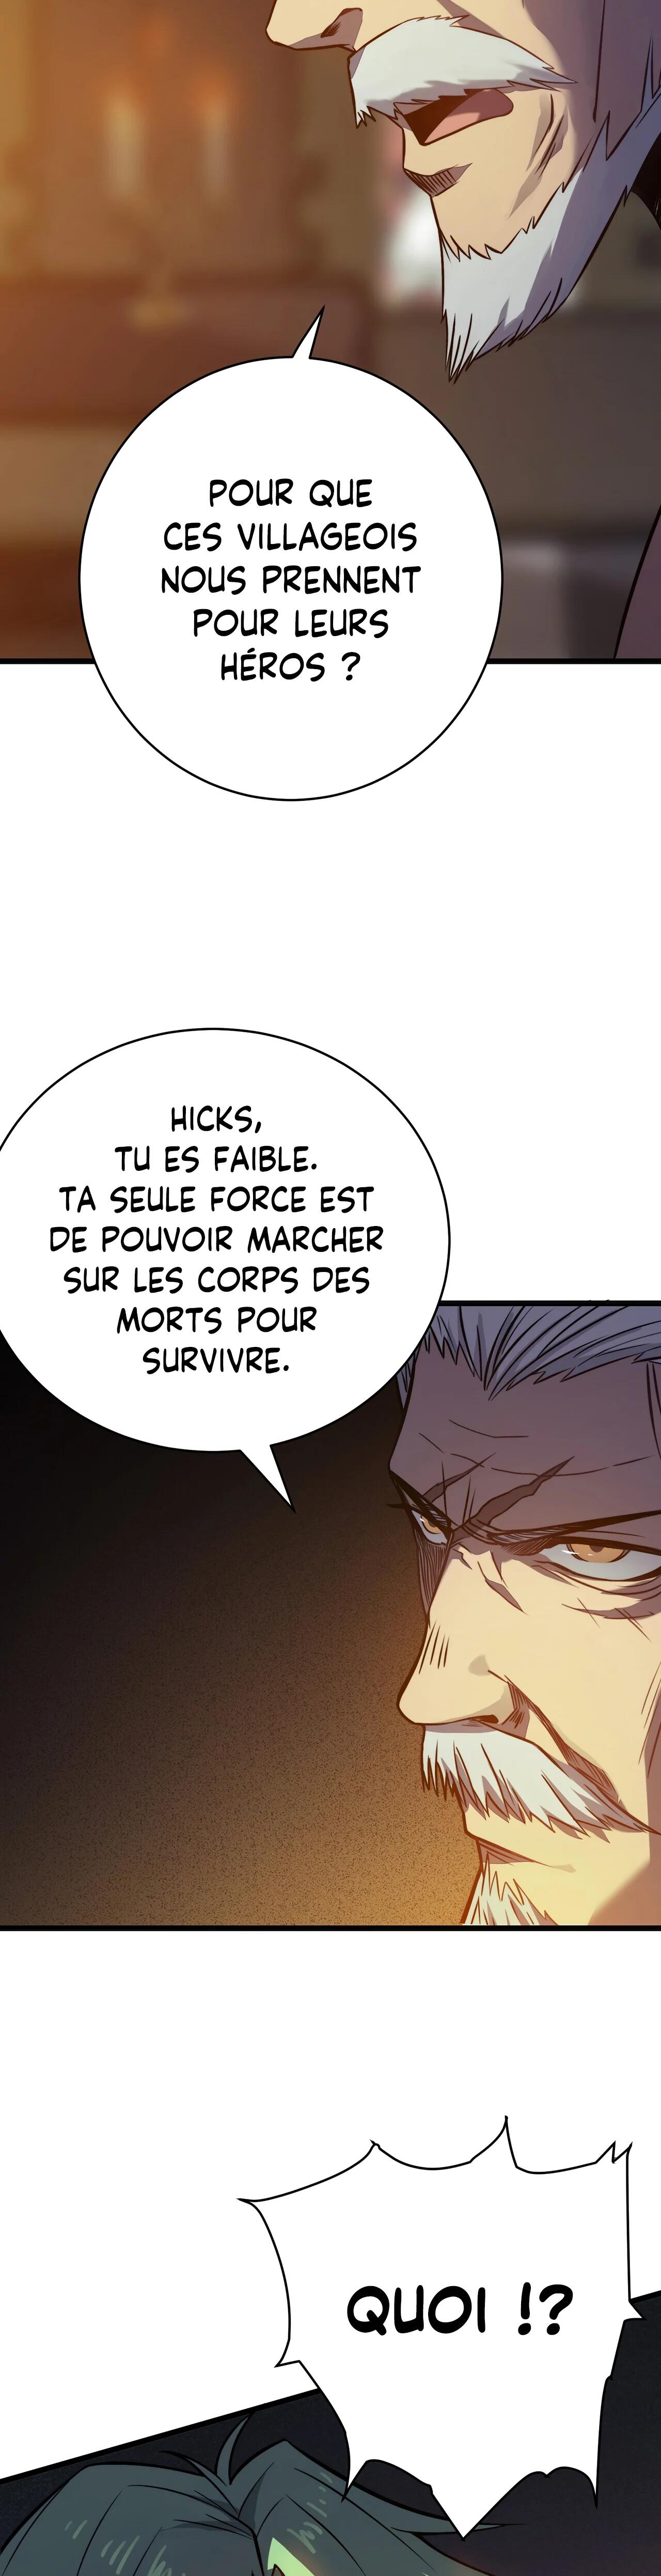 POUR QUE
CES VILLAGEOIS
NOUS PRENNENT
POUR LEURS
HÉROS ?
HICKS,
TU ES FAIBLE.
TA SEULE FORCE EST
DE POUVOIR MARCHER
SUR LES CORPS DES
MORTS POUR
SURVIVRE.
QUOI !?